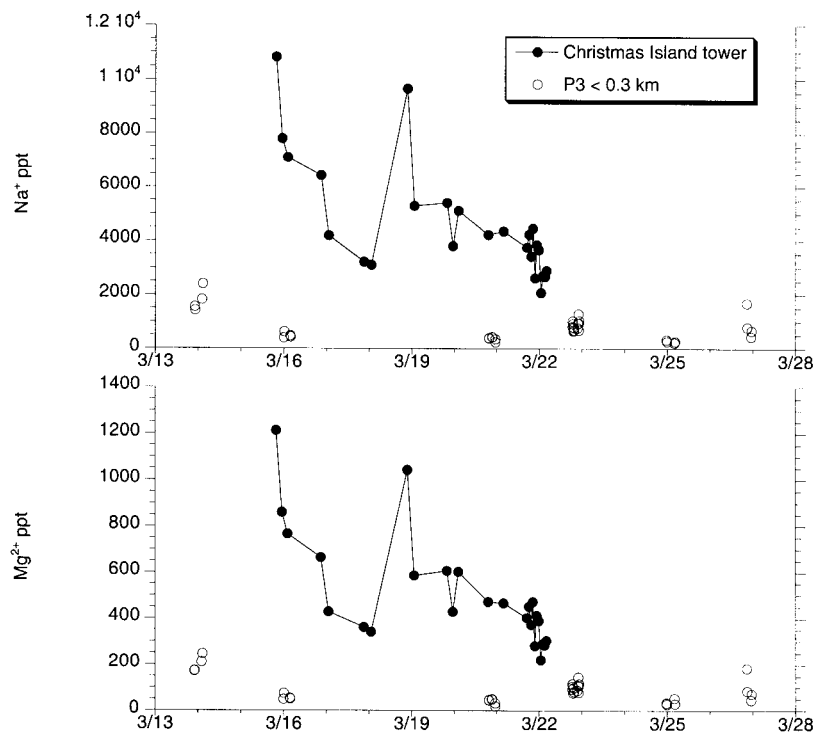 1.2 10⁴
1 10⁴
8000
6000
4000
2000
0
Na⁺ ppt
Christmas Island tower
P3 < 0.3 km
3/13 3/16 3/19 3/22 3/25 3/28
1400
1200
1000
800
600
400
200
0
Mg²⁺ ppt
3/13 3/16 3/19 3/22 3/25 3/28